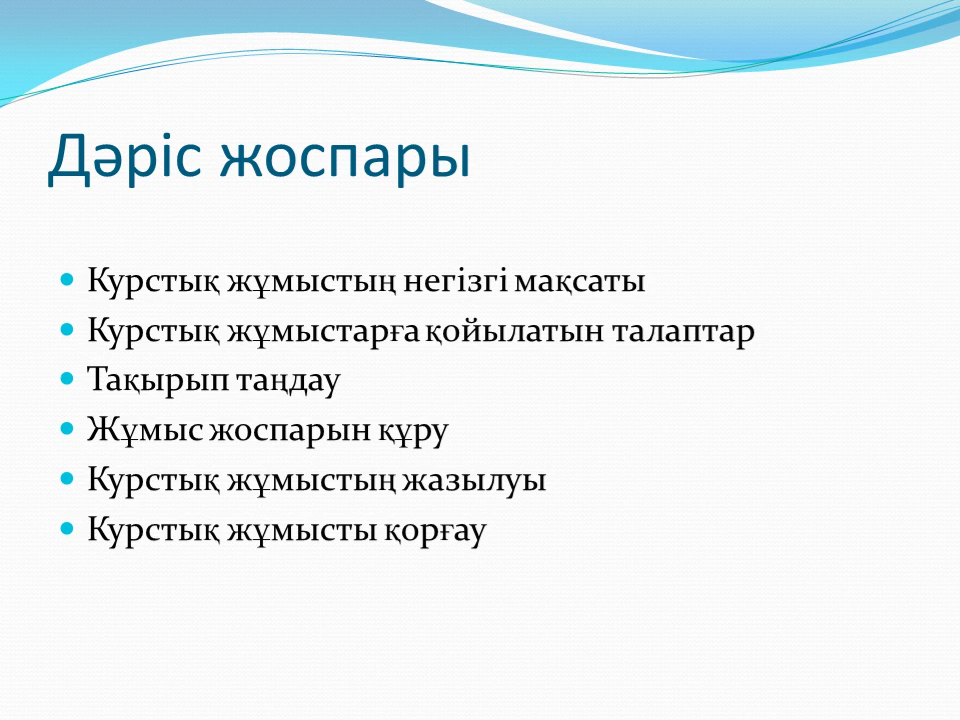 Дәріс жоспары
Курстық жұмыстың негізгі мақсаты
Курстық жұмыстарға қойылатын талаптар
Тақырып таңдау
Жұмыс жоспарын құру
Курстық жұмыстың жазылуы
Курстық жұмысты қорғау